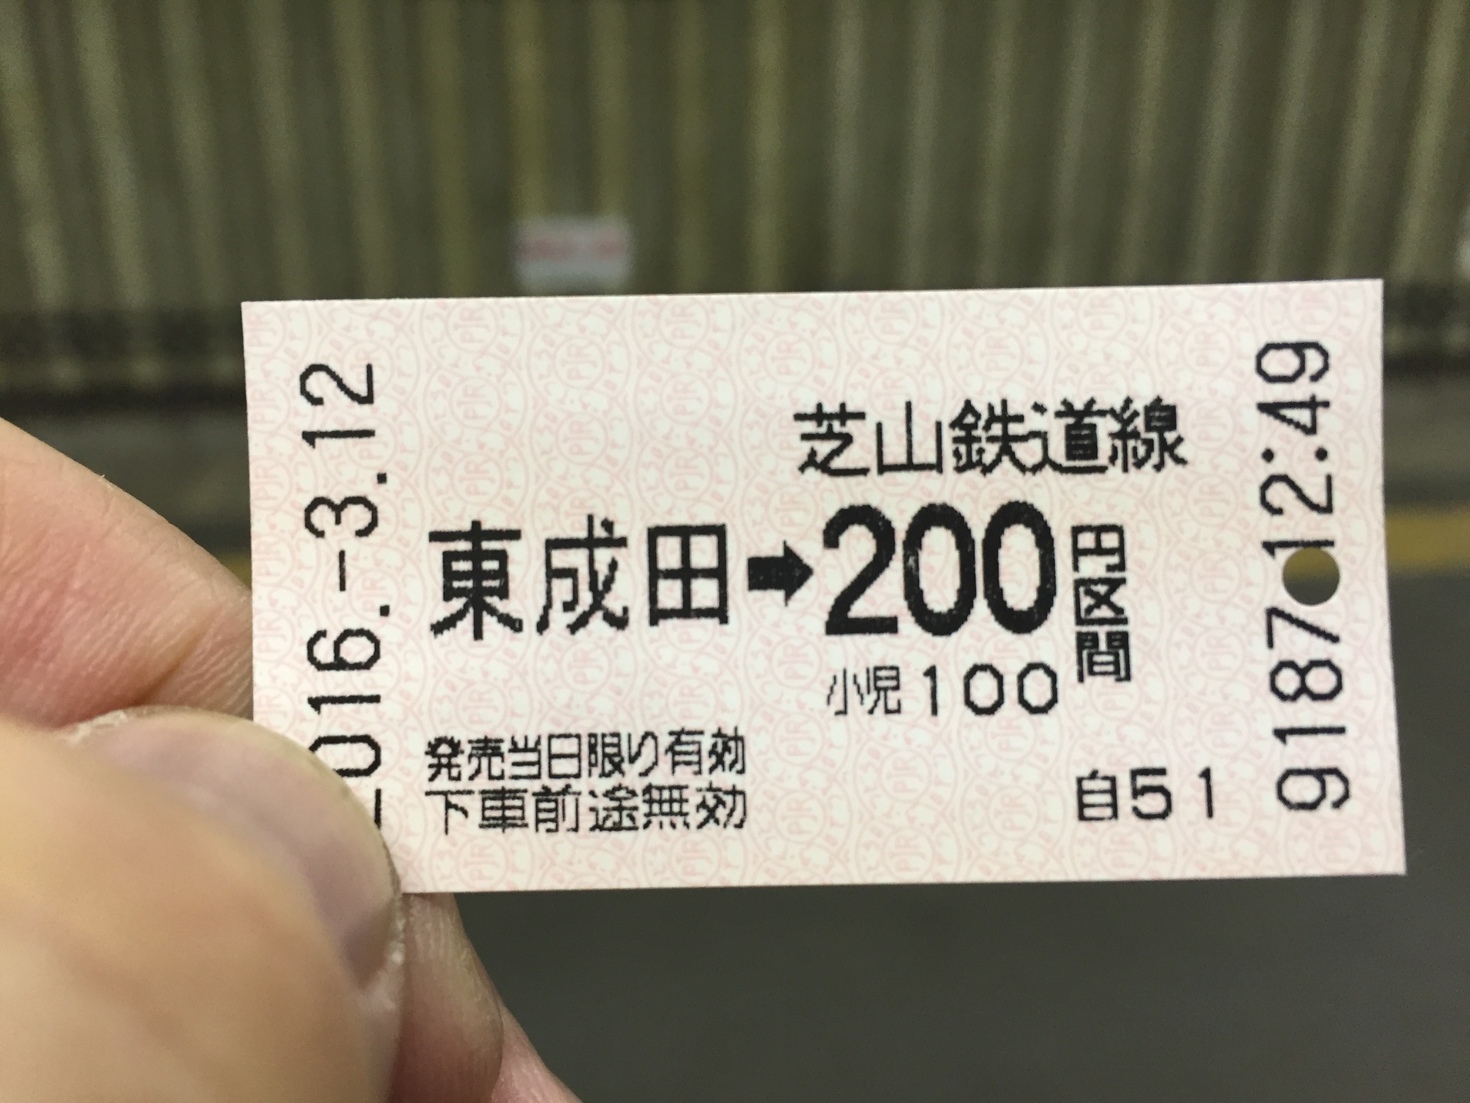 2016.-3.12
芝山鉄道線
東成田➡200円区間
小児100
発売当日限り有効
下車前途無効
自51
9187 12:49